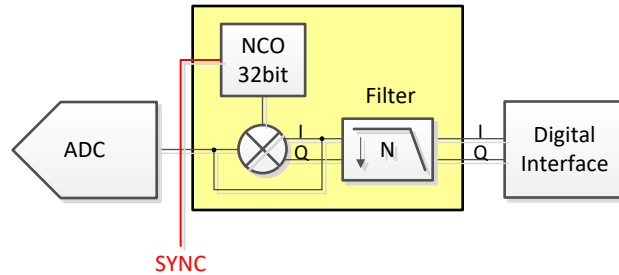 NCO
32bit
Filter
ADC
I
Q
N
I
Q
Digital
Interface
SYNC